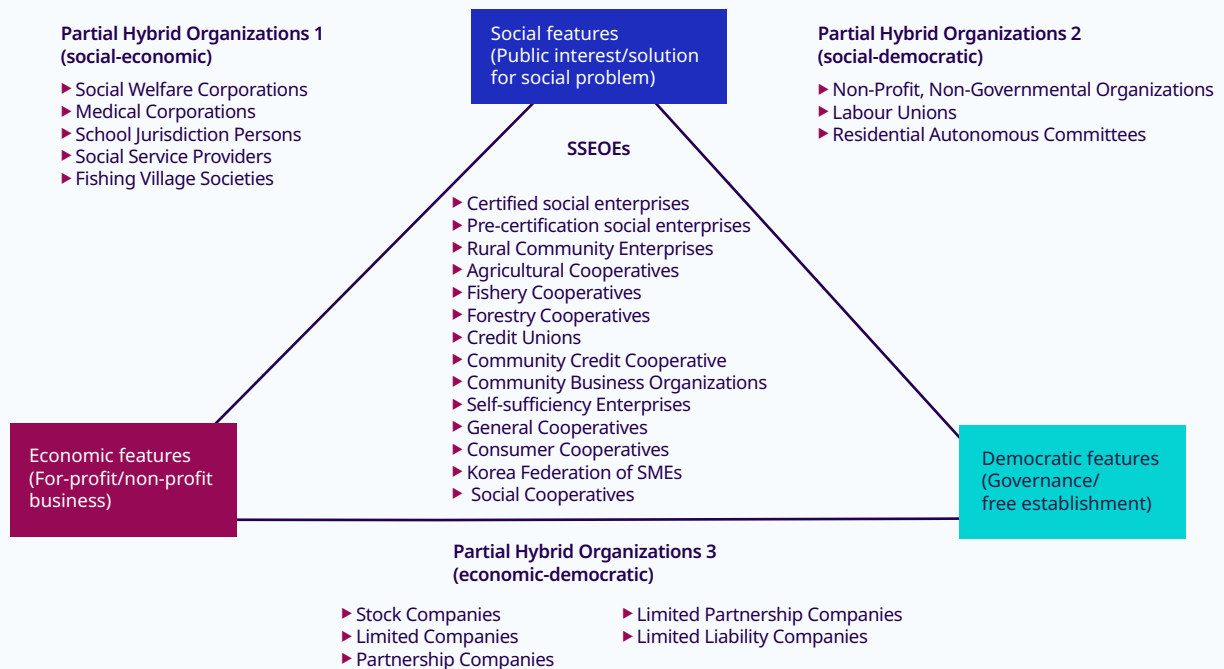 Partial Hybrid Organizations 1
(social-economic)
Social Welfare Corporations
Medical Corporations
School Jurisdiction Persons
Social Service Providers
Fishing Village Societies
Social features
(Public interest/solution
for social problem)
Partial Hybrid Organizations 2
(social-democratic)
Non-Profit, Non-Governmental Organizations
Labour Unions
Residential Autonomous Committees
SSEOEs
Certified social enterprises
Pre-certification social enterprises
Rural Community Enterprises
Agricultural Cooperatives
Fishery Cooperatives
Forestry Cooperatives
Credit Unions
Community Credit Cooperative
Community Business Organizations
Self-sufficiency Enterprises
General Cooperatives
Consumer Cooperatives
Korea Federation of SMEs
Social Cooperatives
Economic features
(For-profit/non-profit
business)
Democratic features
(Governance/
free establishment)
Partial Hybrid Organizations 3
(economic-democratic)
Stock Companies
Limited Companies
Partnership Companies
Limited Partnership Companies
Limited Liability Companies